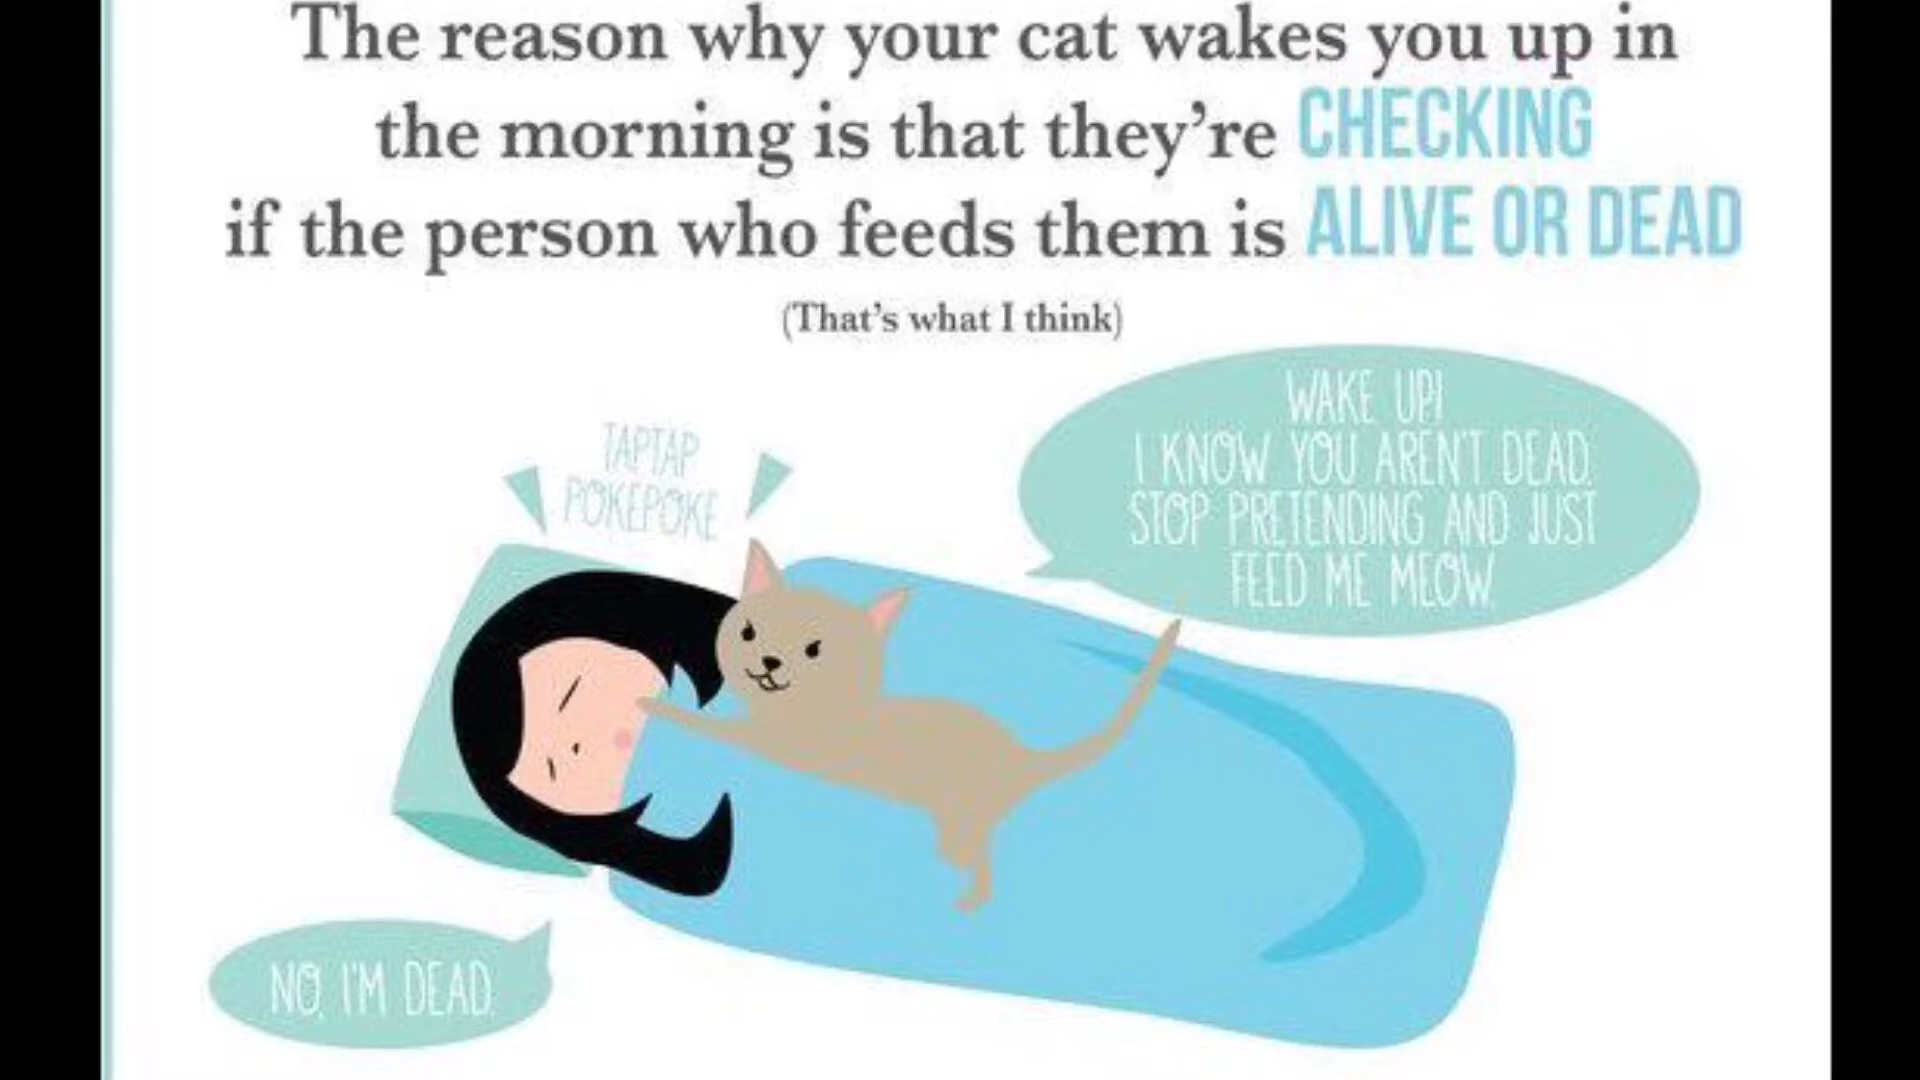 The reason why your cat wakes you up in
the morning is that they're CHECKING
if the person who feeds them is ALIVE OR DEAD
(That's what I think)
TAPTAP
POKEPOKE
WAKE UP!
I KNOW YOU AREN'T DEAD.
STOP PRETENDING AND JUST
FEED ME MEOW.
NO, I'M DEAD.